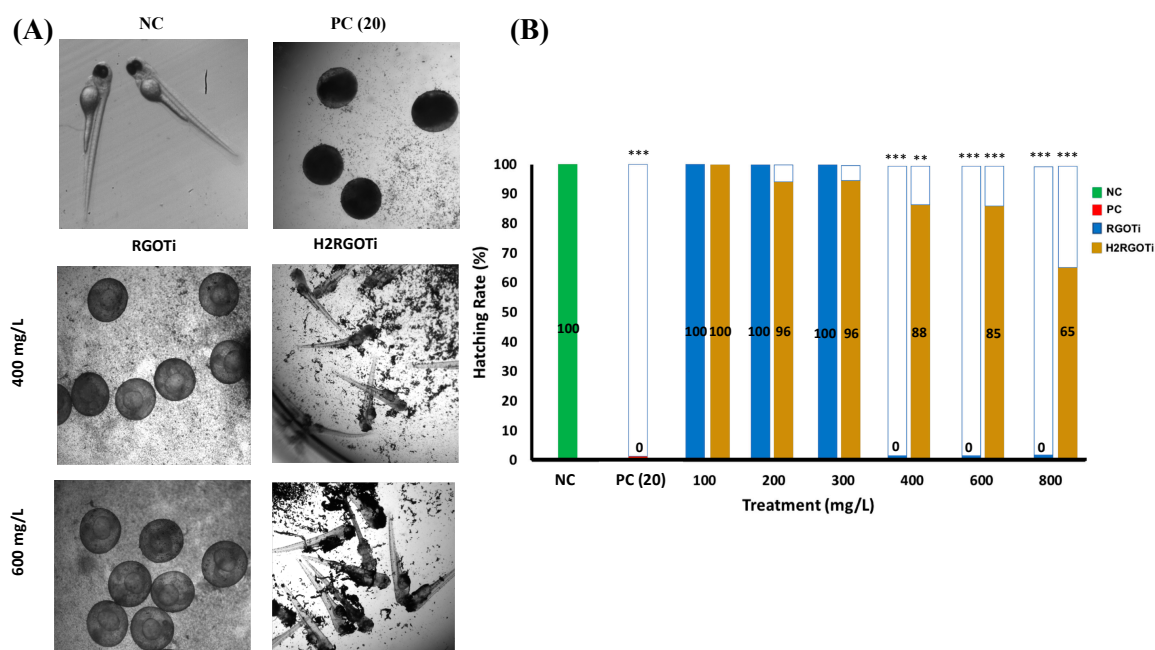 (A)
NC
PC (20)
RGOTi
H2RGOTi
400 mg/L
600 mg/L
(B)
Hatching Rate (%)
100
90
80
70
60
50
40
30
20
10
0
***
*** **
*** ***
*** ***
100
0
100 100
100 96
100 96
0 88
0 85
0 65
NC
PC (20)
100
200
300
400
600
800
Treatment (mg/L)
NC
PC
RGOTi
H2RGOTi